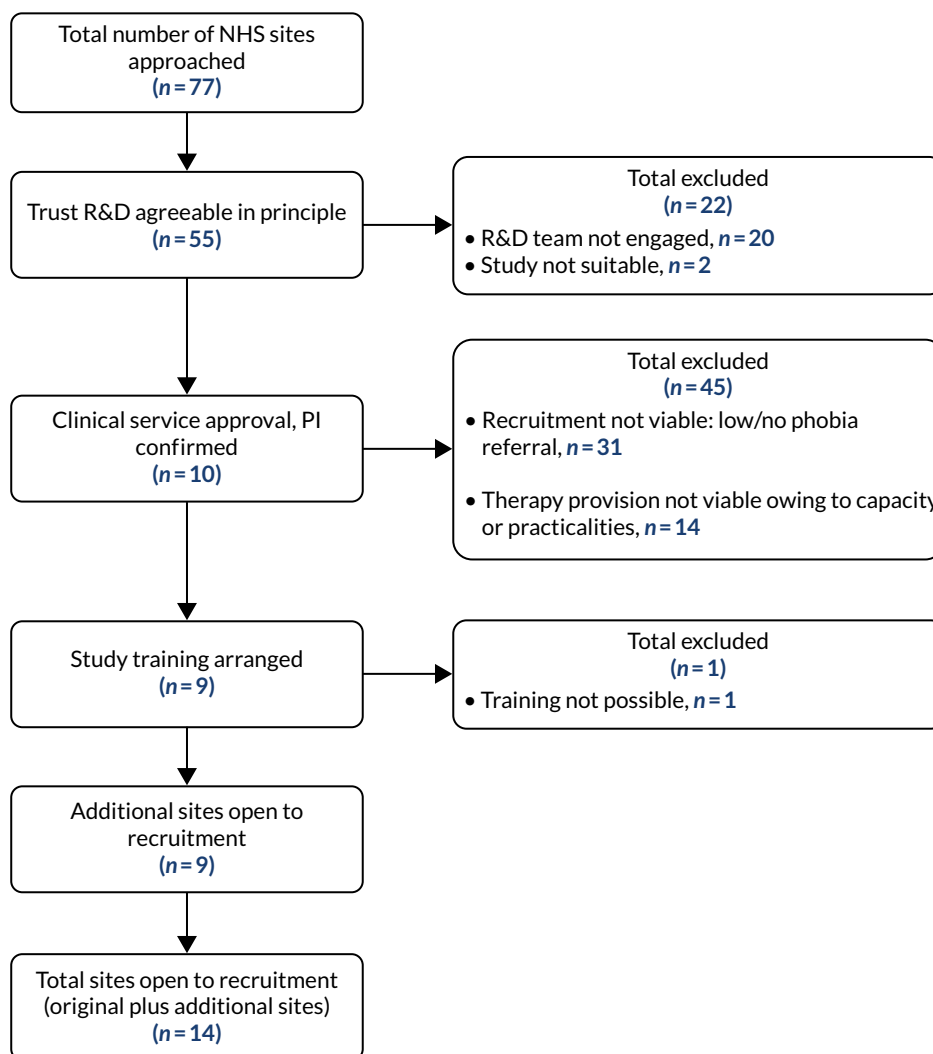 Total number of NHS sites
approached
(n = 77)
Trust R&D agreeable in principle
(n = 55)
Total excluded
(n = 22)
• R&D team not engaged, n = 20
• Study not suitable, n = 2
Clinical service approval, PI
confirmed
(n = 10)
Total excluded
(n = 45)
• Recruitment not viable: low/no phobia
referral, n = 31
• Therapy provision not viable owing to capacity
or practicalities, n = 14
Study training arranged
(n = 9)
Total excluded
(n = 1)
• Training not possible, n = 1
Additional sites open to
recruitment
(n = 9)
Total sites open to recruitment
(original plus additional sites)
(n = 14)